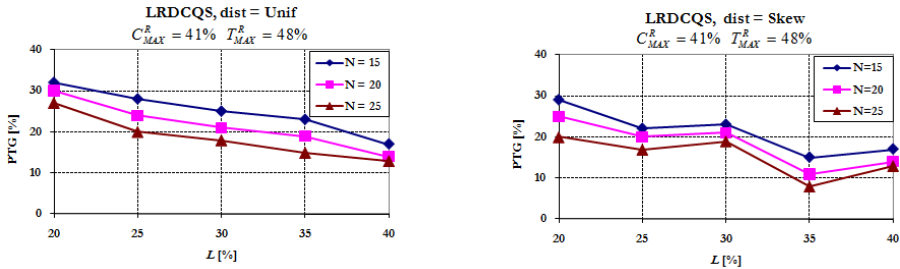 LRDCQS, dist = Unif
C^R_MAX = 41% T^R_MAX = 48%
40
30
20
10
0
PTG [%]
N = 15
N = 20
N = 25
20 25 30 35 40
L [%]
LRDCQS, dist = Skew
C^R_MAX = 41% T^R_MAX = 48%
40
30
20
10
0
PTG [%]
N=15
N=20
N=25
20 25 30 35 40
L [%]